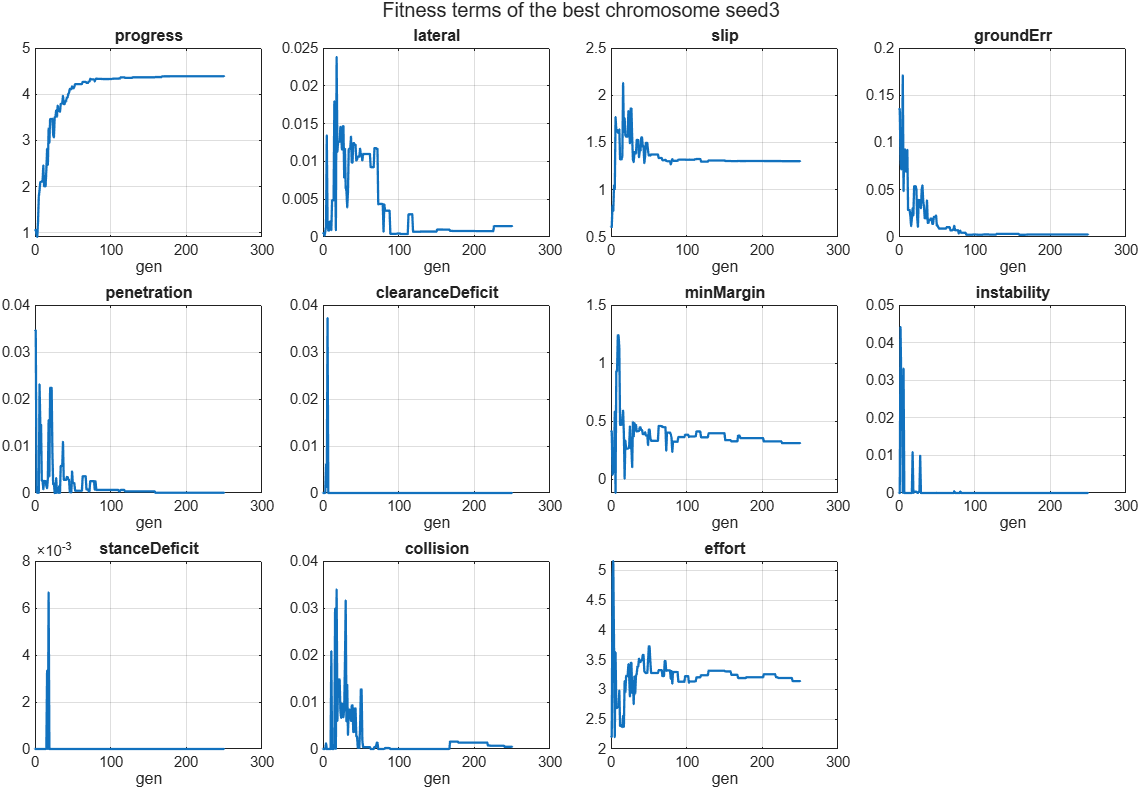 Fitness terms of the best chromosome seed3
progress
5
4
3
2
1
0 100 200 300
gen
lateral
0.025
0.02
0.015
0.01
0.005
0
0 100 200 300
gen
slip
2.5
2
1.5
1
0.5
0 100 200 300
gen
groundErr
0.2
0.15
0.1
0.05
0
0 100 200 300
gen
penetration
0.04
0.03
0.02
0.01
0
0 100 200 300
gen
clearanceDeficit
0.04
0.03
0.02
0.01
0
0 100 200 300
gen
minMargin
1.5
1
0.5
0
0 100 200 300
gen
instability
0.05
0.04
0.03
0.02
0.01
0
0 100 200 300
gen
stanceDeficit
×10-3
8
6
4
2
0
0 100 200 300
gen
collision
0.04
0.03
0.02
0.01
0
0 100 200 300
gen
effort
5
4.5
4
3.5
3
2.5
2
0 100 200 300
gen